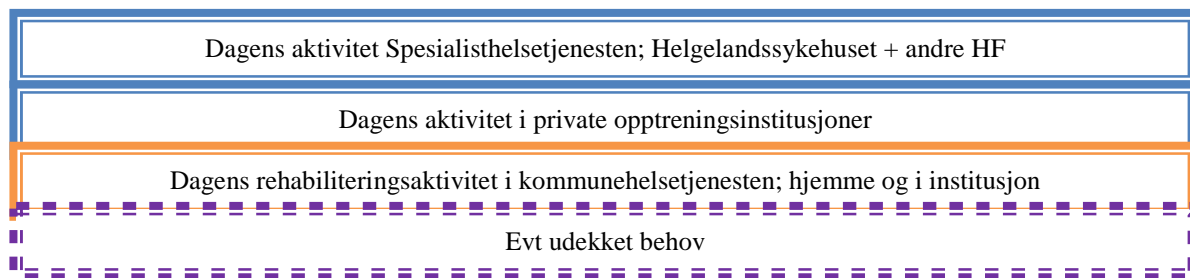 Dagens aktivitet Spesialisthelsetjenesten; Helgelandssykehuset + andre HF
Dagens aktivitet i private opptreningsinstitusjoner
Dagens rehabiliteringsaktivitet i kommunehelsetjenesten; hjemme og i institusjon
Evt udekket behov